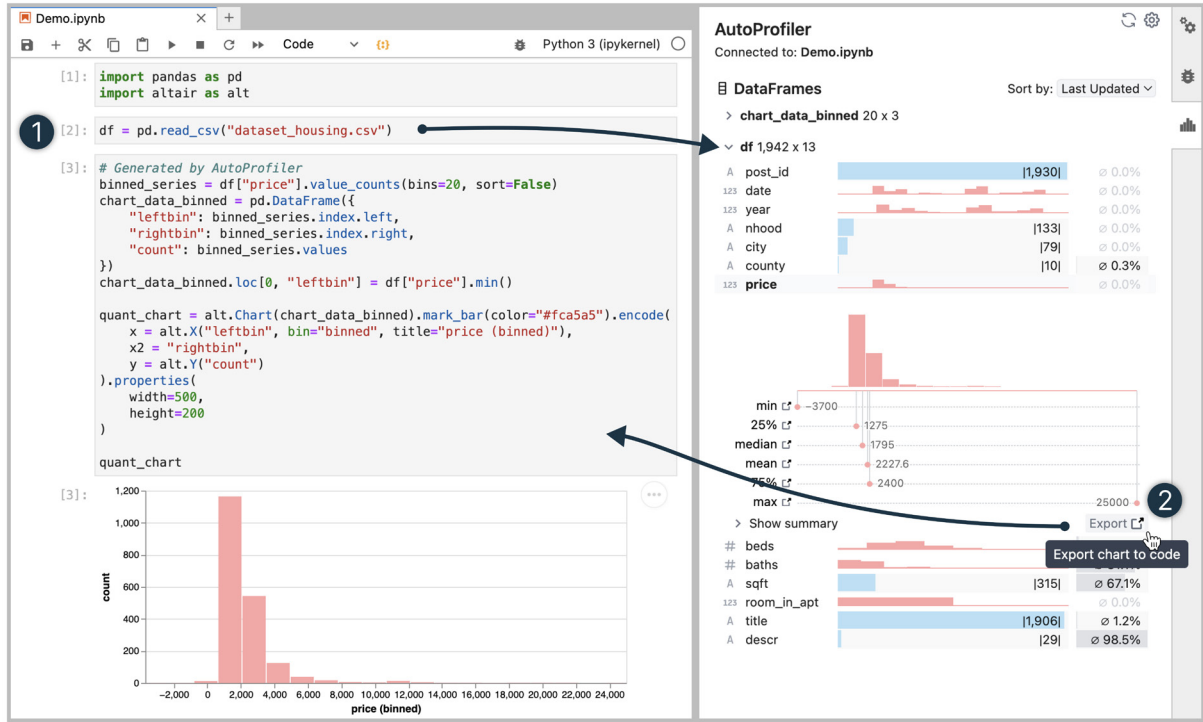 Demo.ipynb
Code
Python 3 (ipykernel)
[1]: import pandas as pd
import altair as alt
1
[2]: df = pd.read_csv("dataset_housing.csv")
[3]: # Generated by AutoProfiler
binned_series = df["price"].value_counts(bins=20, sort=False)
chart_data_binned = pd.DataFrame({
    "leftbin": binned_series.index.left,
    "rightbin": binned_series.index.right,
    "count": binned_series.values
})
chart_data_binned.loc[0, "leftbin"] = df["price"].min()
quant_chart = alt.Chart(chart_data_binned).mark_bar(color="#fca5a5").encode(
    x = alt.X("leftbin", bin="binned", title="price (binned)"),
    x2 = "rightbin",
    y = alt.Y("count")
).properties(
    width=500,
    height=200
)
quant_chart
[3]:
1,200
1,000
800
600
400
200
0
count
−2,000 0 2,000 4,000 6,000 8,000 10,000 12,000 14,000 16,000 18,000 20,000 22,000 24,000
price (binned)
AutoProfiler
Connected to: Demo.ipynb
DataFrames Sort by: Last Updated
chart_data_binned 20 x 3
df 1,942 x 13
A post_id |1,930| ∅ 0.0%
123 date ∅ 0.0%
123 year ∅ 0.0%
A nhood |133| ∅ 0.0%
A city |79| ∅ 0.0%
A county |10| ∅ 0.3%
123 price ∅ 0.0%
min −3700
25% 1275
median 1795
mean 2227.6
75% 2400
max 25000
2
Show summary Export
# beds
Export chart to code
# baths
A sqft |315| ∅ 67.1%
123 room_in_apt ∅ 0.0%
A title |1,906| ∅ 1.2%
A descr |29| ∅ 98.5%